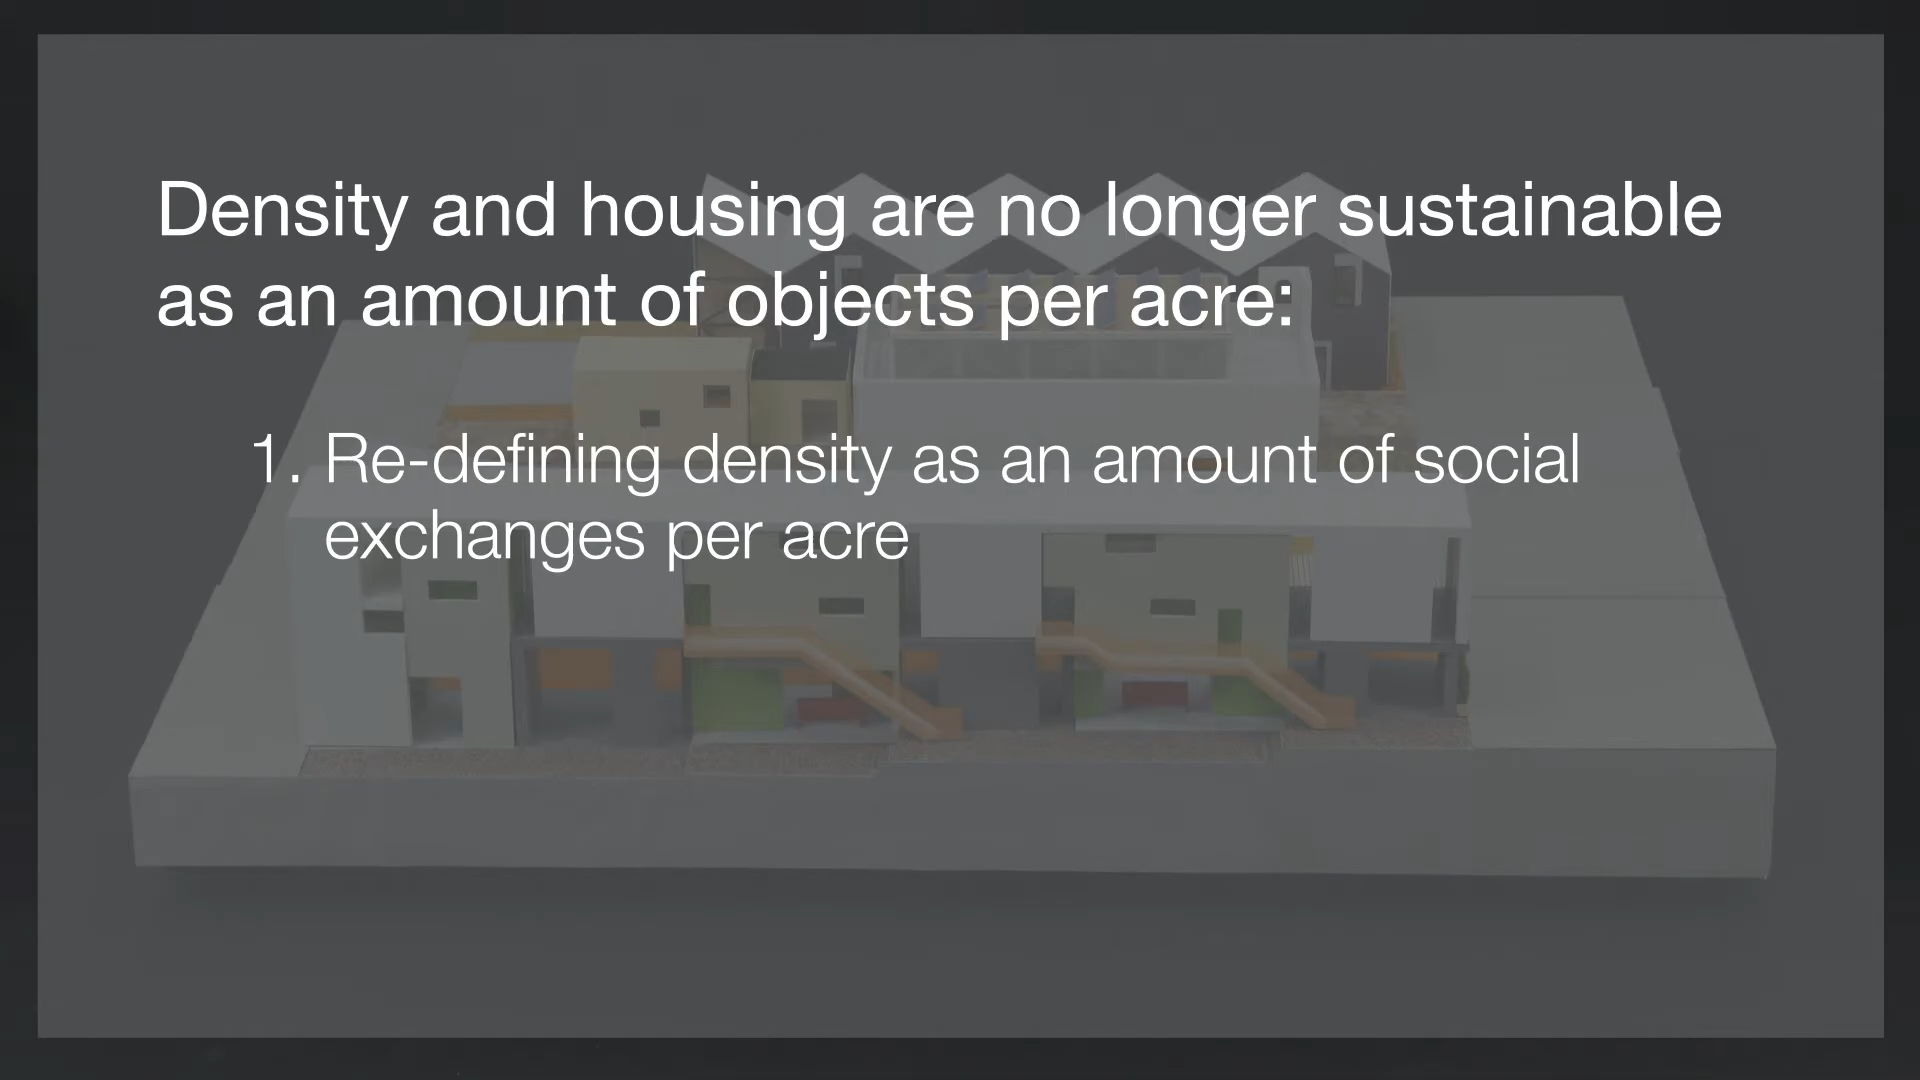 Density and housing are no longer sustainable
as an amount of objects per acre:
1. Re-defining density as an amount of social
exchanges per acre